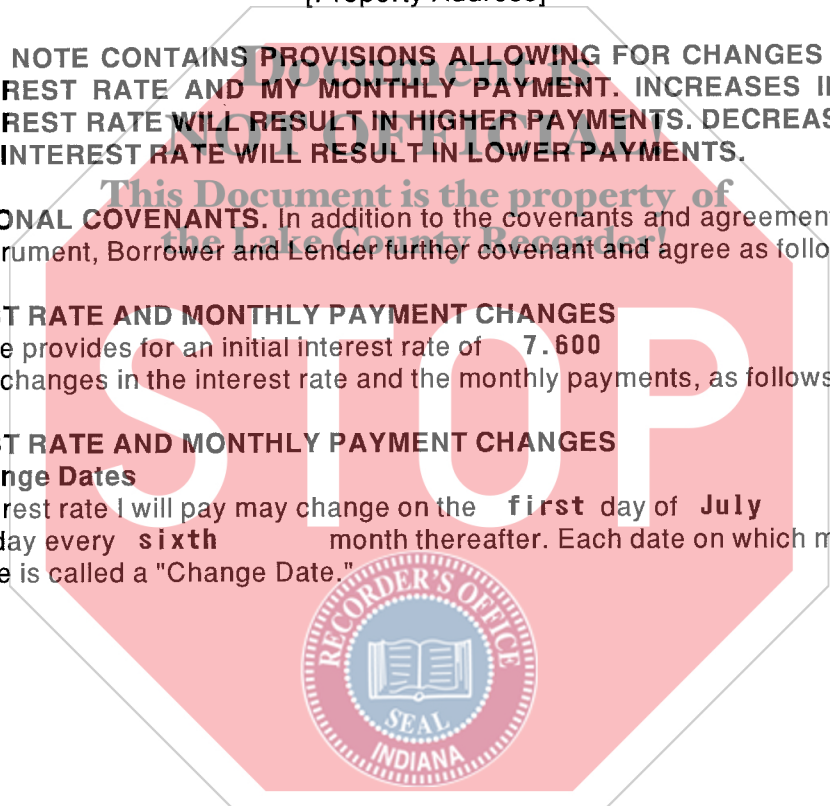 [Property Address]
NOTE CONTAINS PROVISIONS ALLOWING FOR CHANGES
REST RATE AND MY MONTHLY PAYMENT. INCREASES I
REST RATE WILL RESULT IN HIGHER PAYMENTS. DECREAS
INTEREST RATE WILL RESULT IN LOWER PAYMENTS.
Document is
NOT OFFICIAL!
This Document is the property of
the Lake County Recorder!
ONAL COVENANTS. In addition to the covenants and agreemen
rument, Borrower and Lender further covenant and agree as follo
T RATE AND MONTHLY PAYMENT CHANGES
e provides for an initial interest rate of 7.600
changes in the interest rate and the monthly payments, as follows
STOP
T RATE AND MONTHLY PAYMENT CHANGES
nge Dates
rest rate I will pay may change on the first day of July
day every sixth month thereafter. Each date on which m
e is called a "Change Date."
RECORDER'S OFFICE
SEAL
INDIANA